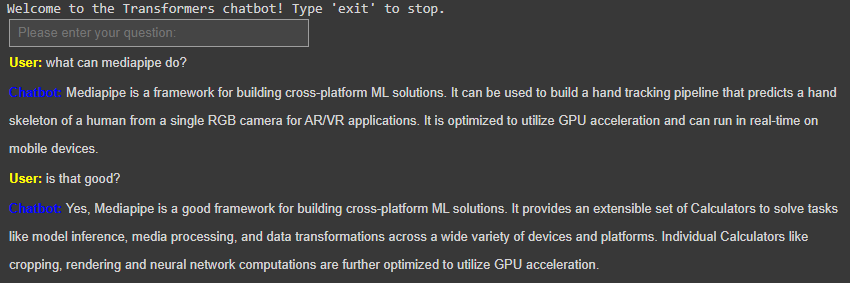 Welcome to the Transformers chatbot! Type 'exit' to stop.
Please enter your question:
User: what can mediapipe do?
Chatbot: Mediapipe is a framework for building cross-platform ML solutions. It can be used to build a hand tracking pipeline that predicts a hand
skeleton of a human from a single RGB camera for AR/VR applications. It is optimized to utilize GPU acceleration and can run in real-time on
mobile devices.
User: is that good?
Chatbot: Yes, Mediapipe is a good framework for building cross-platform ML solutions. It provides an extensible set of Calculators to solve tasks
like model inference, media processing, and data transformations across a wide variety of devices and platforms. Individual Calculators like
cropping, rendering and neural network computations are further optimized to utilize GPU acceleration.